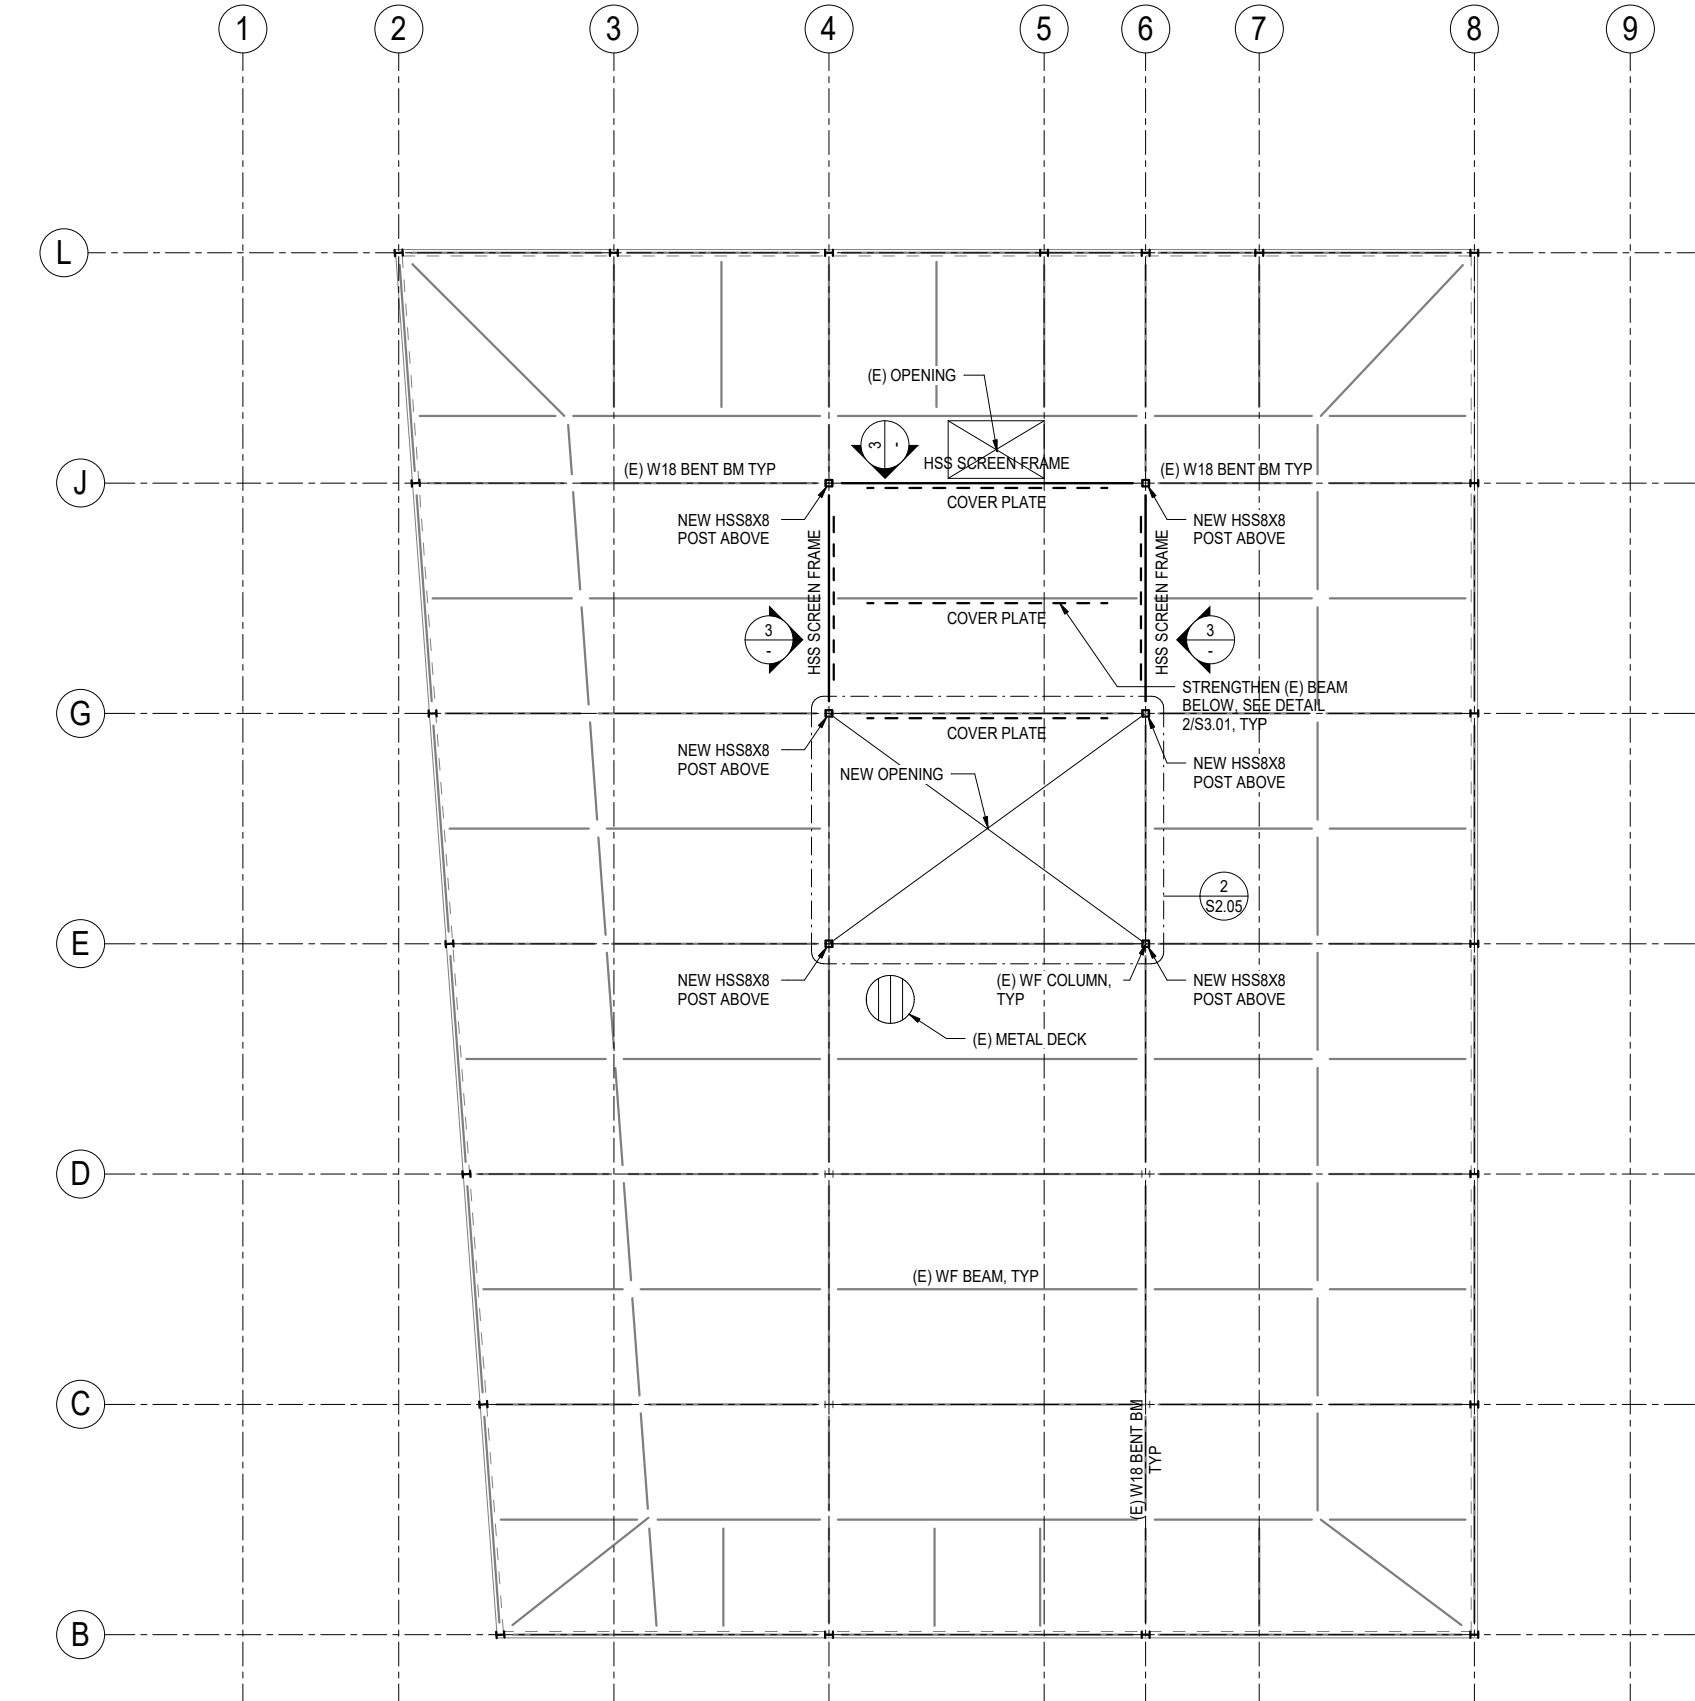 1
2
3
4
5
6
7
8
9
L
(E) OPENING
3
-
HSS SCREEN FRAME
(E) W18 BENT BM TYP
(E) W18 BENT BM TYP
J
COVER PLATE
NEW HSS8X8
POST ABOVE
NEW HSS8X8
POST ABOVE
HSS SCREEN FRAME
HSS SCREEN FRAME
COVER PLATE
3
-
3
-
STRENGTHEN (E) BEAM
BELOW, SEE DETAIL
2/S3.01, TYP
G
COVER PLATE
NEW HSS8X8
POST ABOVE
NEW HSS8X8
POST ABOVE
NEW OPENING
2
S2.05
E
NEW HSS8X8
POST ABOVE
(E) WF COLUMN,
TYP
NEW HSS8X8
POST ABOVE
(E) METAL DECK
D
(E) WF BEAM, TYP
C
(E) W18 BENT BM
TYP
B